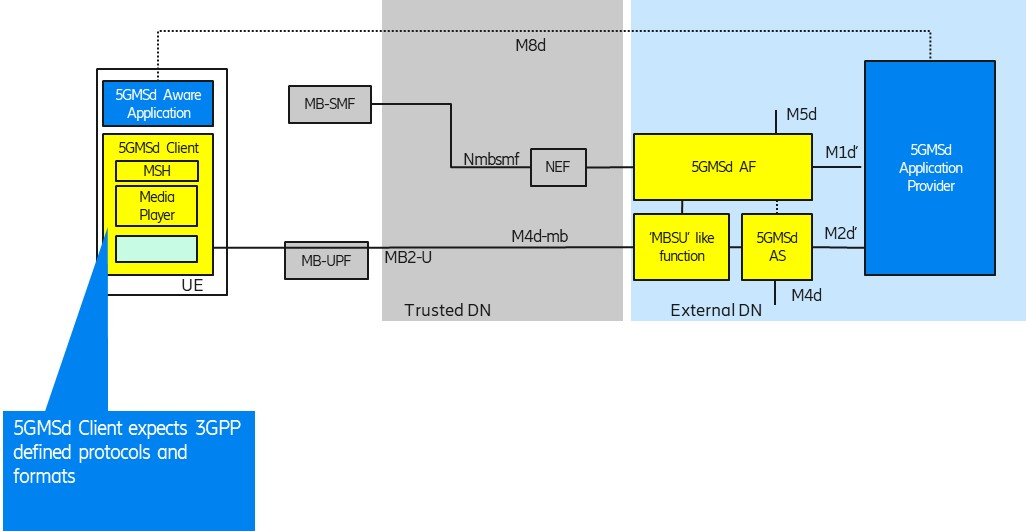 M8d
5GMSd Aware
Application
5GMSd Client
MSH
Media
Player
UE
MB-SMF
Nmbsmf
NEF
MB-UPF
MB2-U
M4d-mb
Trusted DN
M5d
5GMSd AF
M1d’
'MBSU' like
function
5GMSd
AS
M2d’
M4d
External DN
5GMSd
Application
Provider
5GMSd Client expects 3GPP
defined protocols and
formats